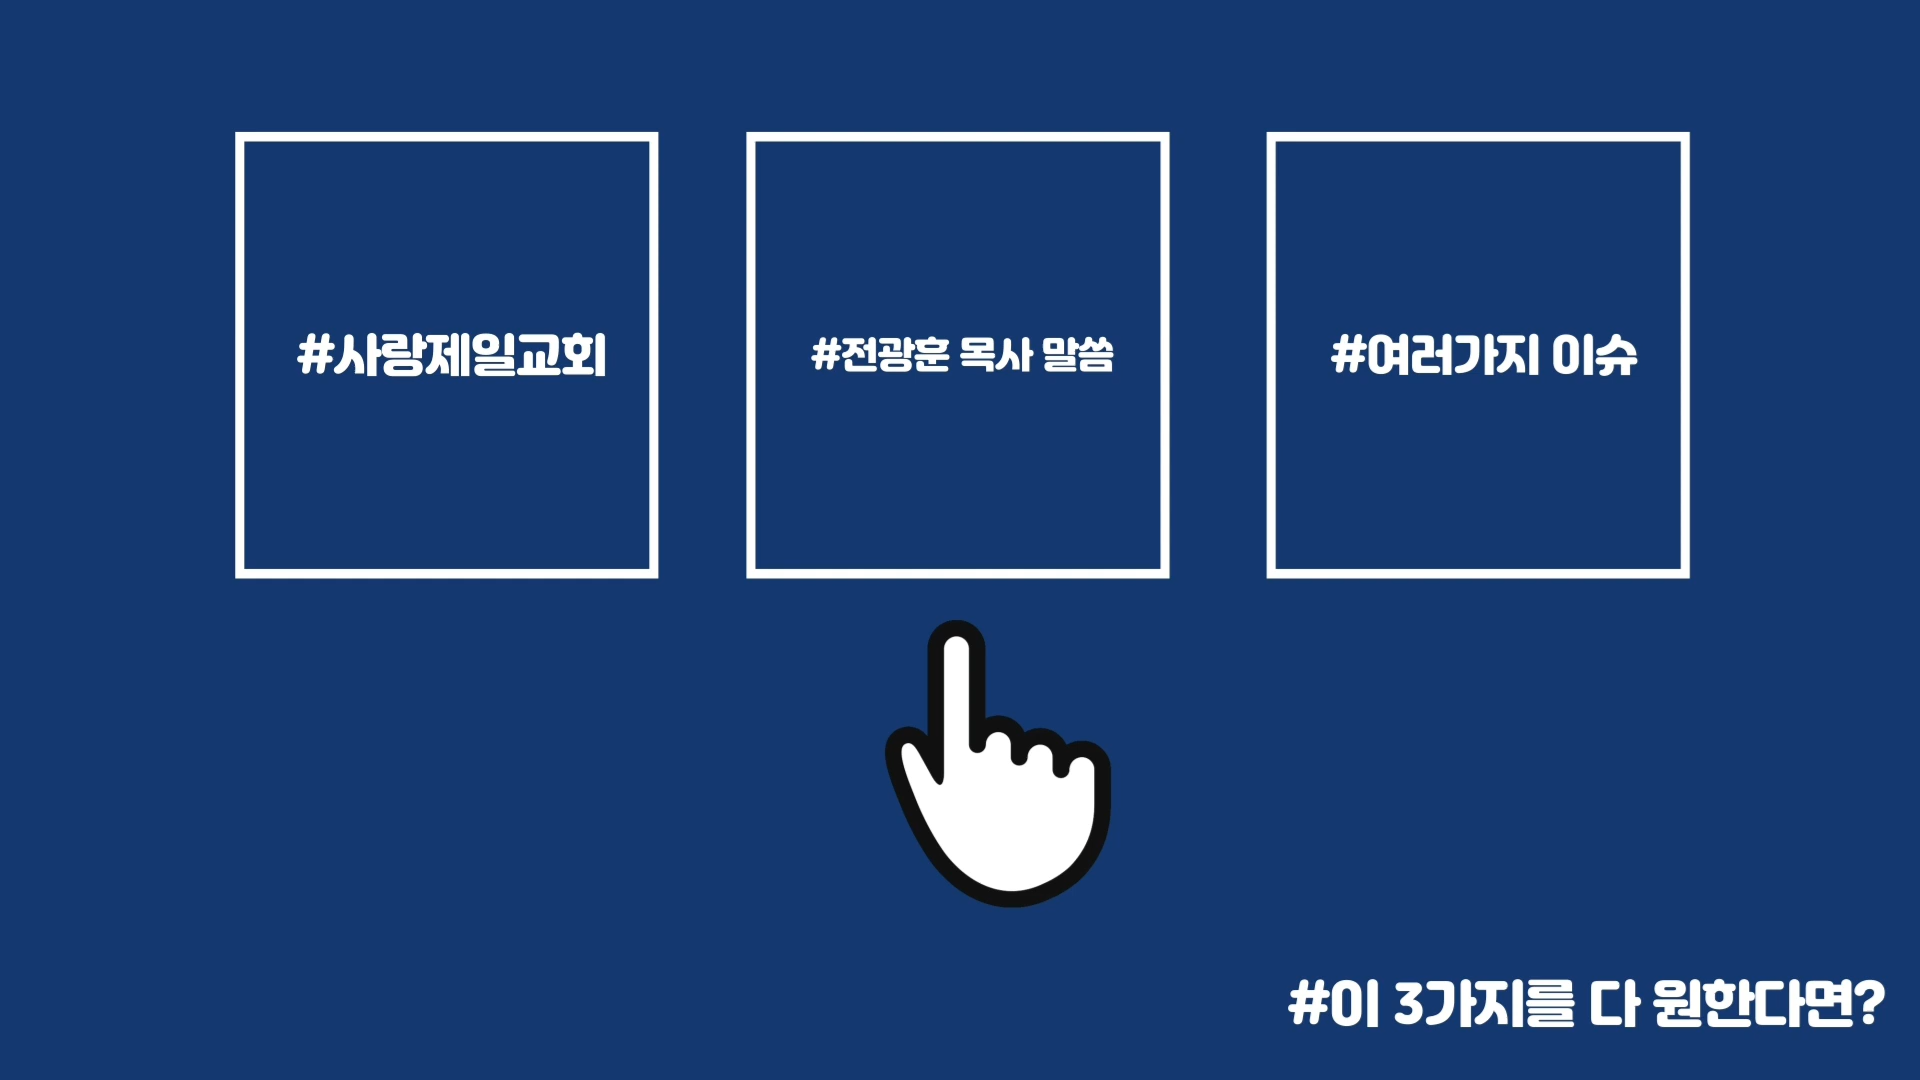 #사랑제일교회
#전광훈 목사 말씀
#여러가지 이슈
#이 3가지를 다 원한다면?